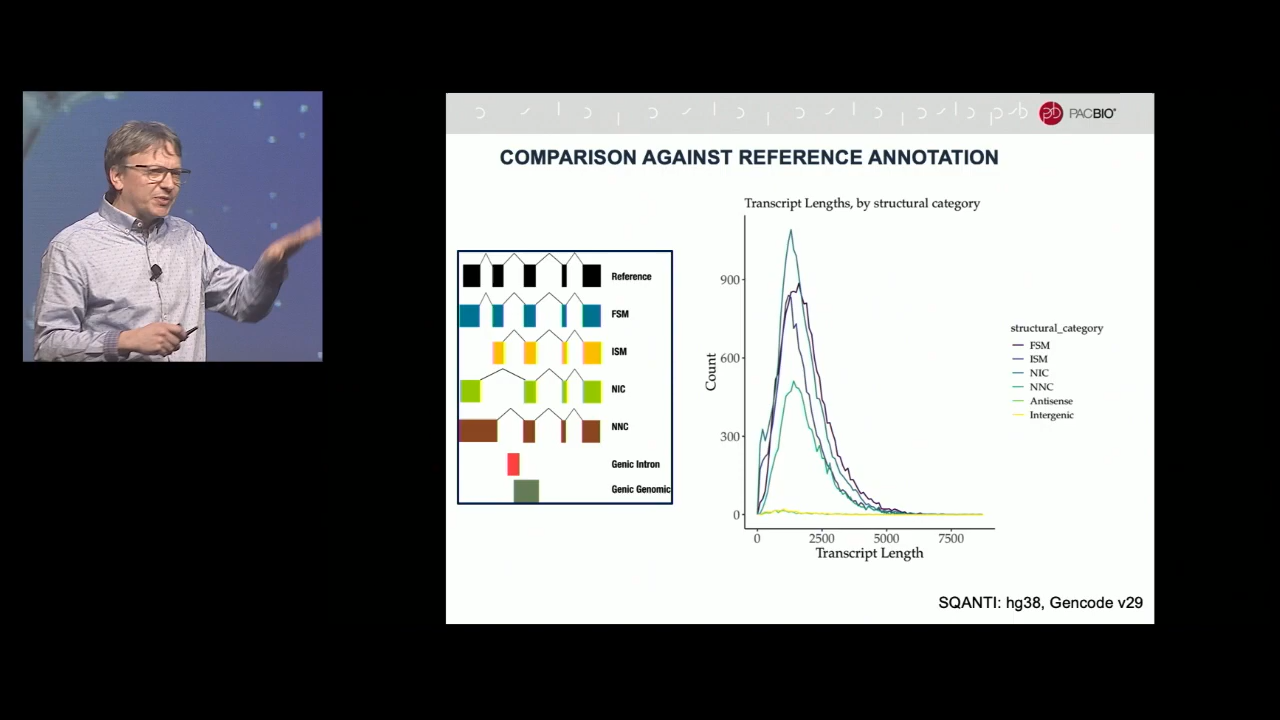 PACBIO®
COMPARISON AGAINST REFERENCE ANNOTATION
Reference
FSM
ISM
NIC
NNC
Genic Intron
Genic Genomic
Transcript Lengths, by structural category
Count
900
600
300
0
0 2500 5000 7500
Transcript Length
structural_category
FSM
ISM
NIC
NNC
Antisense
Intergenic
SQANTI: hg38, Gencode v29